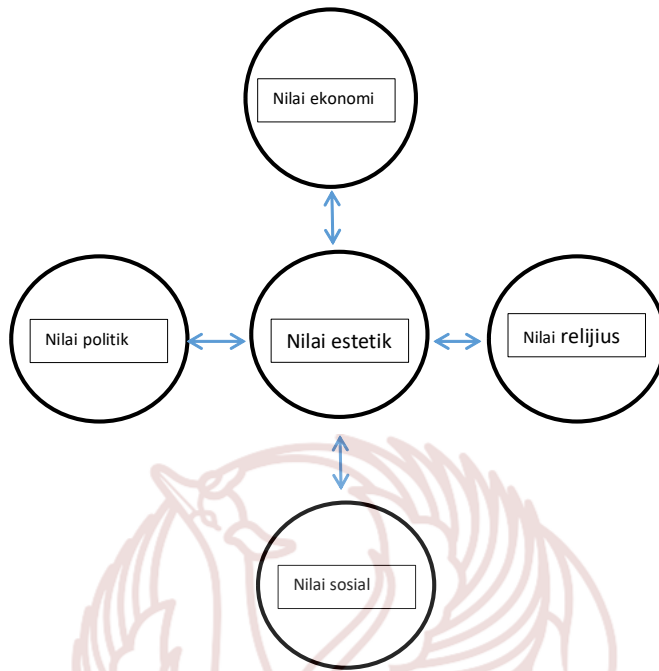 Nilai ekonomi
Nilai politik
Nilai estetik
Nilai relijius
Nilai sosial